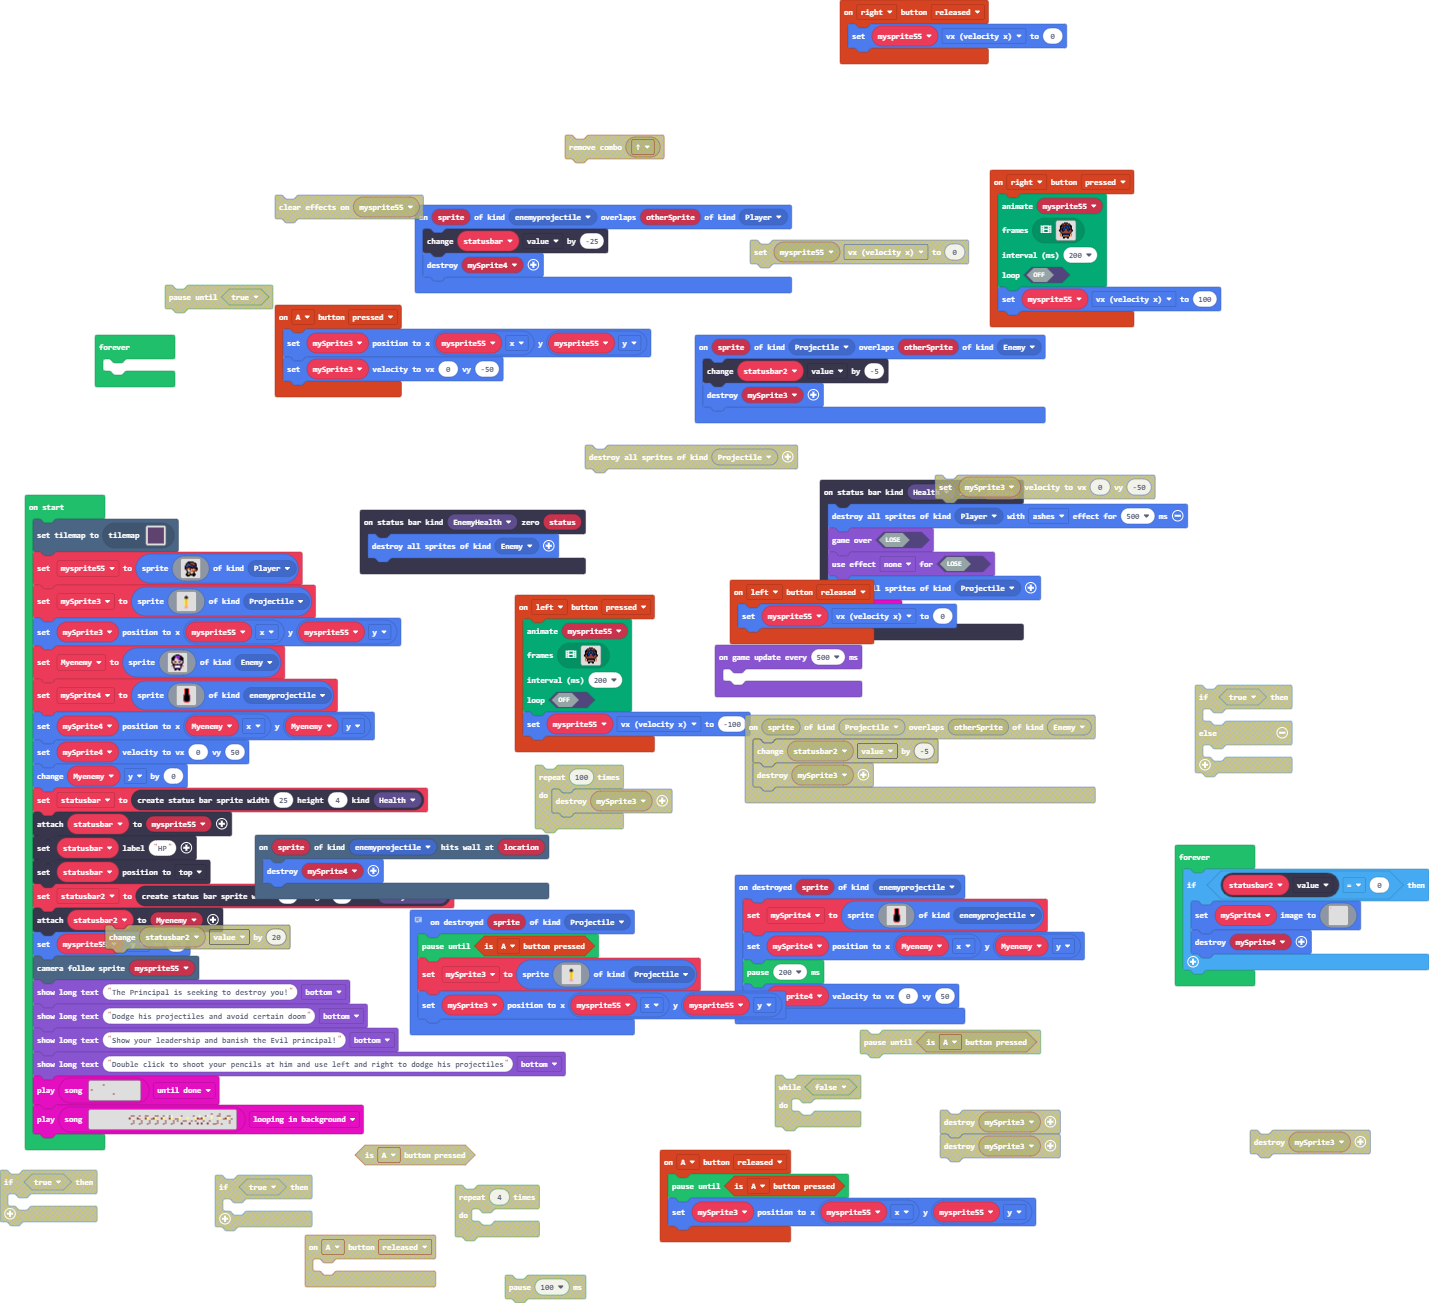 on right button released
set mysprite55 vx (velocity x) to 0
remove combo
on right button pressed
animate mysprite55
frames
interval (ms) 200
loop OFF
set mysprite55 vx (velocity x) to 100
clear effects on mysprite55
sprite of kind enemyprojectile overlaps otherSprite of kind Player
change statusbar value by -25
destroy mySprite4
set mysprite55 vx (velocity x) to 0
pause until true
on A button pressed
set mySprite3 position to x mysprite55 x y mysprite55 y
set mySprite3 velocity to vx 0 vy -50
forever
on sprite of kind Projectile overlaps otherSprite of kind Enemy
change statusbar2 value by -5
destroy mySprite3
destroy all sprites of kind Projectile
on start
set tilemap to tilemap
set mysprite55 to sprite of kind Player
set mySprite3 to sprite of kind Projectile
set mySprite3 position to x mysprite55 x y mysprite55 y
set Myenemy to sprite of kind Enemy
set mySprite4 to sprite of kind enemyprojectile
set mySprite4 position to x Myenemy x y Myenemy y
set mySprite4 velocity to vx 0 vy 50
change Myenemy y by 0
set statusbar to create status bar sprite width 25 height 4 kind Health
attach statusbar to mysprite55
set statusbar label "HP"
set statusbar position to top
set statusbar2 to create status bar sprite
attach statusbar2 to Myenemy
set
camera follow sprite mysprite55
show long text "The Principal is seeking to destroy you!" bottom
show long text "Dodge his projectiles and avoid certain doom" bottom
show long text "Show your leadership and banish the Evil principal!" bottom
show long text "Double click to shoot your pencils at him and use left and right to dodge his projectiles" bottom
play song until done
play song looping in background
change statusbar2 value by 20
on status bar kind EnemyHealth zero status
destroy all sprites of kind Enemy
on status bar kind
set mySprite3 velocity to vx 0 vy -50
destroy all sprites of kind Player with ashes effect for 500 ms
game over LOSE
use effect none for LOSE
sprites of kind Projectile
on left button released
set mysprite55 vx (velocity x) to 0
on left button pressed
animate mysprite55
frames
interval (ms) 200
loop OFF
set mysprite55 vx (velocity x) to -100
on game update every 500 ms
on sprite of kind Projectile overlaps otherSprite of kind Enemy
change statusbar2 value by -5
destroy mySprite3
if true then
else
repeat 100 times
do destroy mySprite3
on sprite of kind enemyprojectile hits wall at location
destroy mySprite4
on destroyed sprite of kind Projectile
pause until is A button pressed
set mySprite3 to sprite of kind Projectile
set mySprite3 position to x mysprite55 x y mysprite55 y
on destroyed sprite of kind enemyprojectile
set mySprite4 to sprite of kind enemyprojectile
set mySprite4 position to x Myenemy x y Myenemy y
pause 200 ms
velocity to vx 0 vy 50
forever
if statusbar2 value = 0 then
set mySprite4 image to
destroy mySprite4
pause until is A button pressed
while false
do
destroy mySprite3
destroy mySprite3
destroy mySprite3
is A button pressed
on A button released
pause until is A button pressed
set mySprite3 position to x mysprite55 x y mysprite55 y
if true then
if true then
repeat 4 times
do
on A button released
pause 100 ms